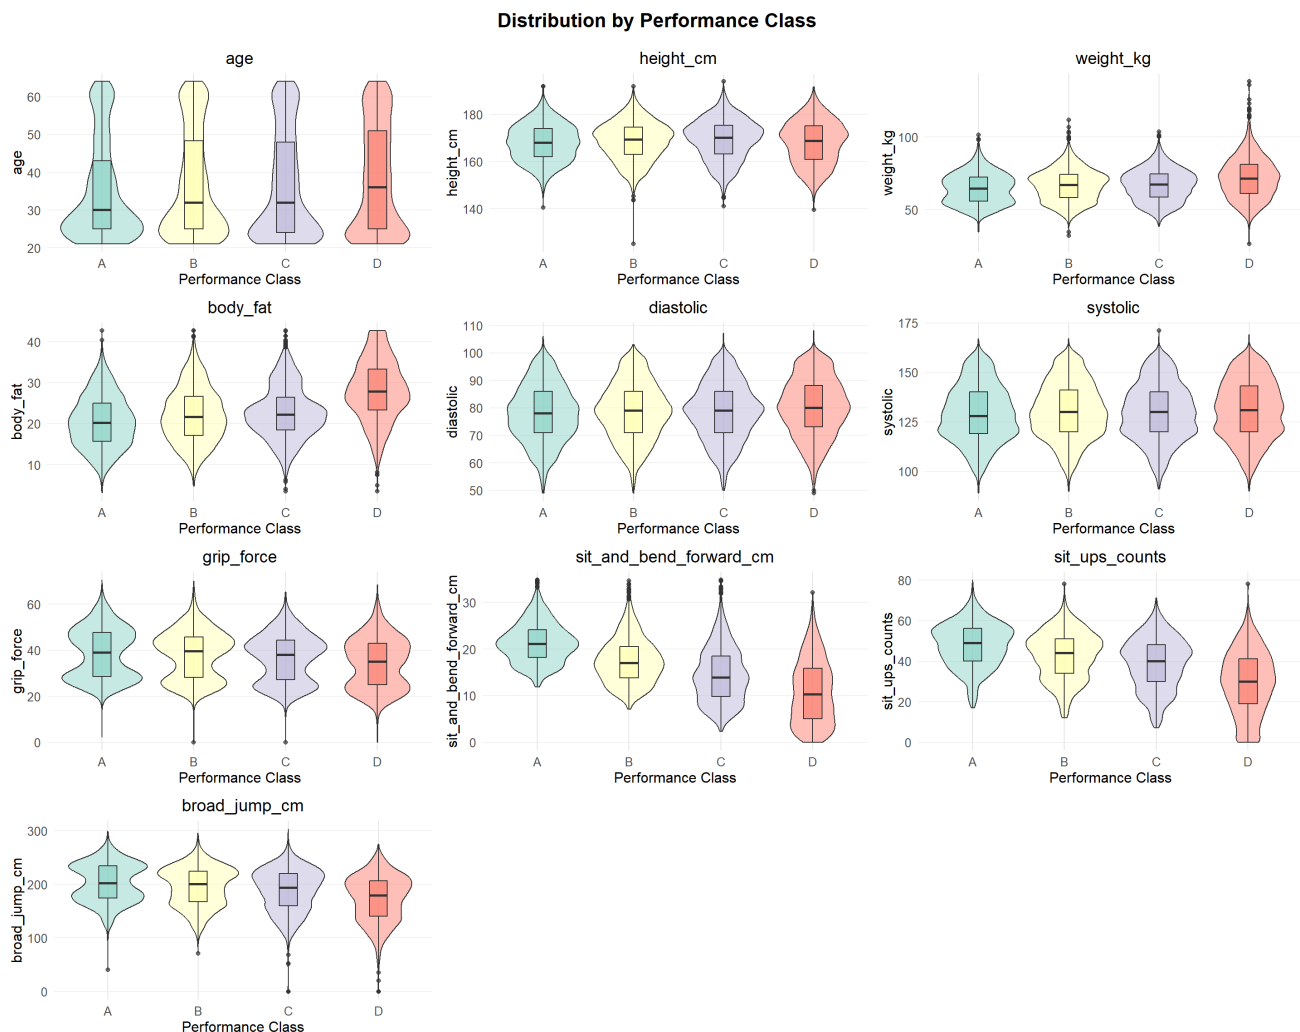 Distribution by Performance Class
age
age
60
50
40
30
20
A B C D
Performance Class
height_cm
height_cm
180
160
140
A B C D
Performance Class
weight_kg
weight_kg
100
50
A B C D
Performance Class
body_fat
body_fat
40
30
20
10
A B C D
Performance Class
diastolic
diastolic
110
100
90
80
70
60
50
A B C D
Performance Class
systolic
systolic
175
150
125
100
A B C D
Performance Class
grip_force
grip_force
60
40
20
0
A B C D
Performance Class
sit_and_bend_forward_cm
sit_and_bend_forward_cm
30
20
10
0
A B C D
Performance Class
sit_ups_counts
sit_ups_counts
80
60
40
20
0
A B C D
Performance Class
broad_jump_cm
broad_jump_cm
300
200
100
0
A B C D
Performance Class